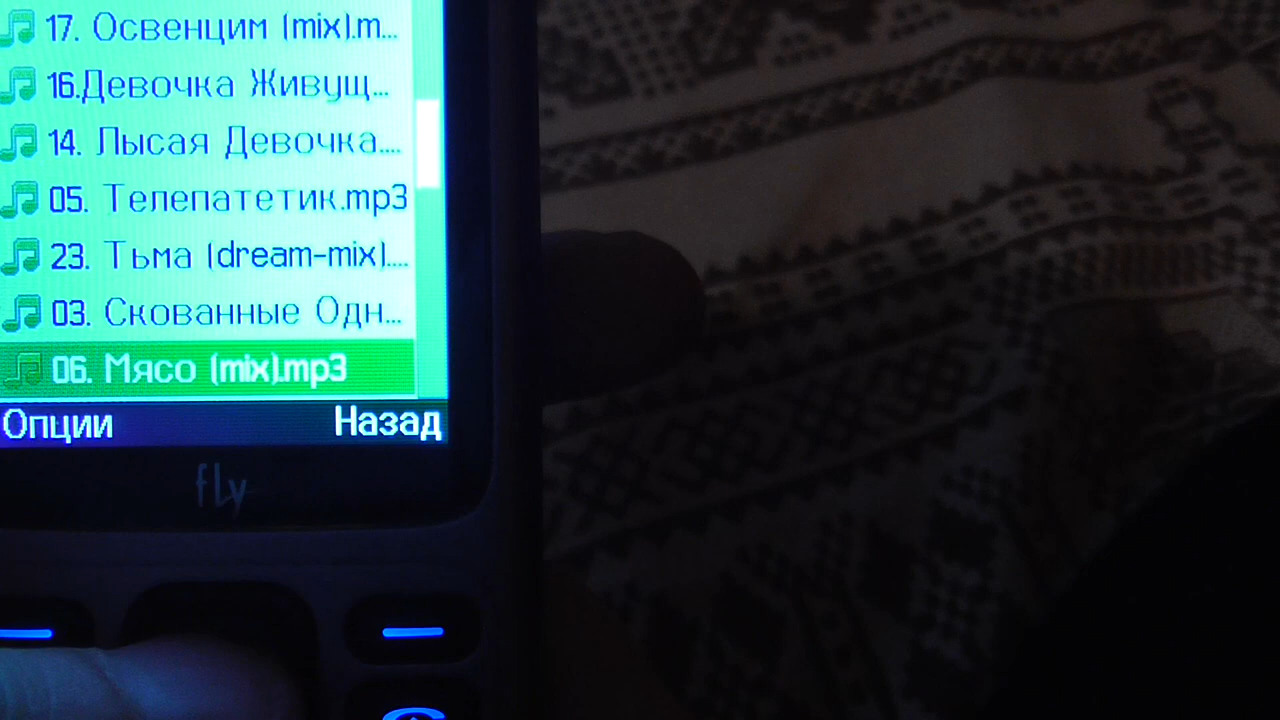 17. Освенцим (mix).m...
16.Девочка Живущ...
14. Лысая Девочка....
05. Телепатетик.mp3
23. Тьма (dream-mix)....
03. Скованные Одн...
06. Мясо (mix).mp3
Опции Назад
fly